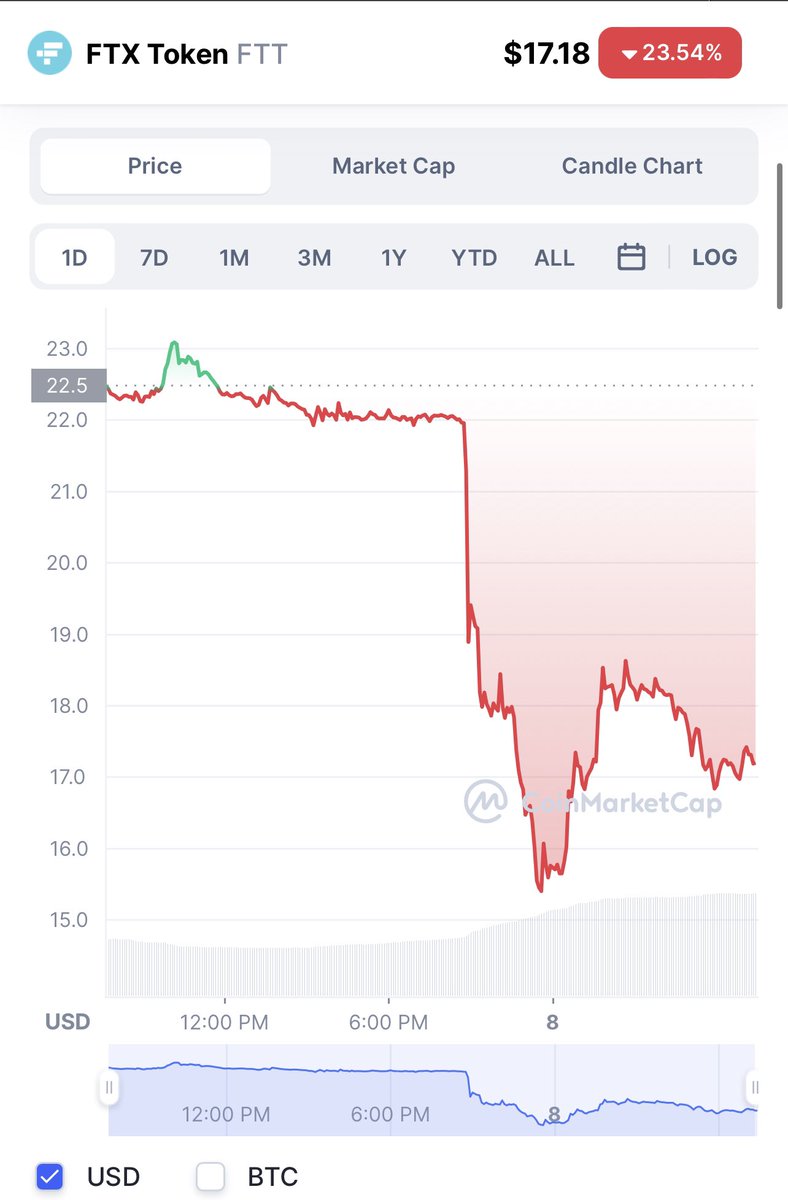 FTX Token FTT $17.18 23.54%
Price Market Cap Candle Chart
1D 7D 1M 3M 1Y YTD ALL LOG
23.0
22.5
22.0
21.0
20.0
19.0
18.0
17.0
CoinMarketCap
16.0
15.0
USD 12:00 PM 6:00 PM 8
12:00 PM 6:00 PM 8
USD BTC